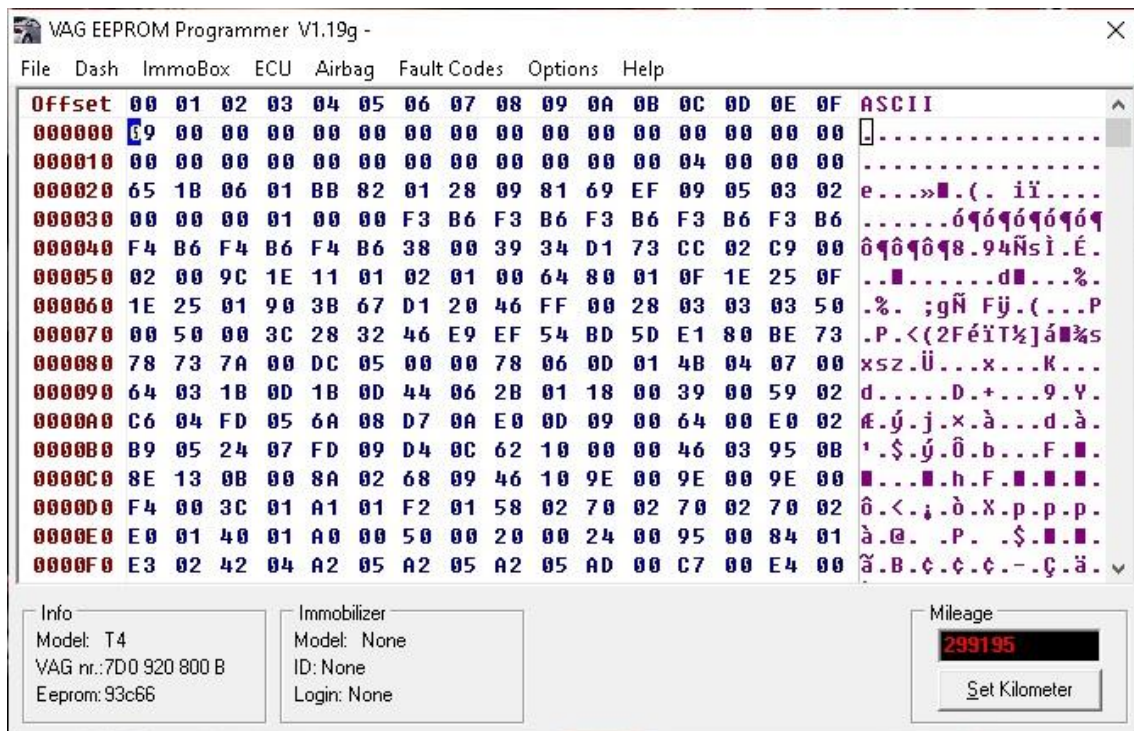 VAG EEPROM Programmer V1.19g -
File Dash ImmoBox ECU Airbag Fault Codes Options Help
Offset 00 01 02 03 04 05 06 07 08 09 0A 0B 0C 0D 0E 0F ASCII
000000 9 00 00 00 00 00 00 00 00 00 00 00 00 00 00 00 ................
000010 00 00 00 00 00 00 00 00 00 00 00 00 04 00 00 00 ................
000020 65 1B 06 01 BB 82 01 28 09 81 69 EF 09 05 03 02 e...»■.(. iï....
000030 00 00 00 01 00 00 F3 B6 F3 B6 F3 B6 F3 B6 F3 B6 ......ó¶ó¶ó¶ó¶ó¶
000040 F4 B6 F4 B6 F4 B6 38 00 39 34 D1 73 CC 02 C9 00 ô¶ô¶ô¶8.94ÑsÌ.É.
000050 02 00 9C 1E 11 01 02 01 00 64 80 01 0F 1E 25 0F ..■......d■...%.
000060 1E 25 01 90 3B 67 D1 20 46 FF 00 28 03 03 03 50 .%. ;gÑ Fÿ.(...P
000070 00 50 00 3C 28 32 46 E9 EF 54 BD 5D E1 80 BE 73 .P.<(2FéïT½]á■¾s
000080 78 73 7A 00 DC 05 00 00 78 06 0D 01 4B 04 07 00 xsz.Ü...x...K...
000090 64 03 1B 0D 1B 0D 44 06 2B 01 18 00 39 00 59 02 d.....D.+...9.Y.
0000A0 C6 04 FD 05 6A 08 D7 0A E0 0D 09 00 64 00 E0 02 Æ.ý.j.×.à...d.à.
0000B0 B9 05 24 07 FD 09 D4 0C 62 10 00 00 46 03 95 0B ¹.$.ý.Ô.b...F.■.
0000C0 8E 13 0B 00 8A 02 68 09 46 10 9E 00 9E 00 9E 00 ■...■.h.F.■.■.■.
0000D0 F4 00 3C 01 A1 01 F2 01 58 02 70 02 70 02 70 02 ô.<.¡.ò.X.p.p.p.
0000E0 E0 01 40 01 A0 00 50 00 20 00 24 00 95 00 84 01 à.@. .P. .$.■.■.
0000F0 E3 02 42 04 A2 05 A2 05 A2 05 AD 00 C7 00 E4 00 ã.B.¢.¢.¢.-.Ç.ä.
Info
Model: T4
VAG nr.:7D0 920 800 B
Eeprom: 93c66
Immobilizer
Model: None
ID: None
Login: None
Mileage
299195
Set Kilometer